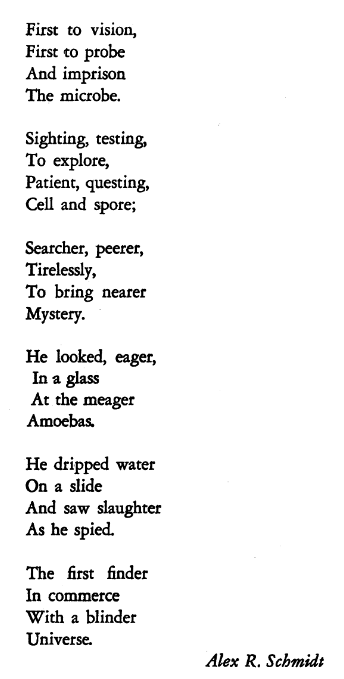 First to vision,
First to probe
And imprison
The microbe.

Sighting, testing,
To explore,
Patient, questing,
Cell and spore;

Searcher, peerer,
Tirelessly,
To bring nearer
Mystery.

He looked, eager,
In a glass
At the meager
Amoebas.

He dripped water
On a slide
And saw slaughter
As he spied.

The first finder
In commerce
With a blinder
Universe.
Alex R. Schmidt